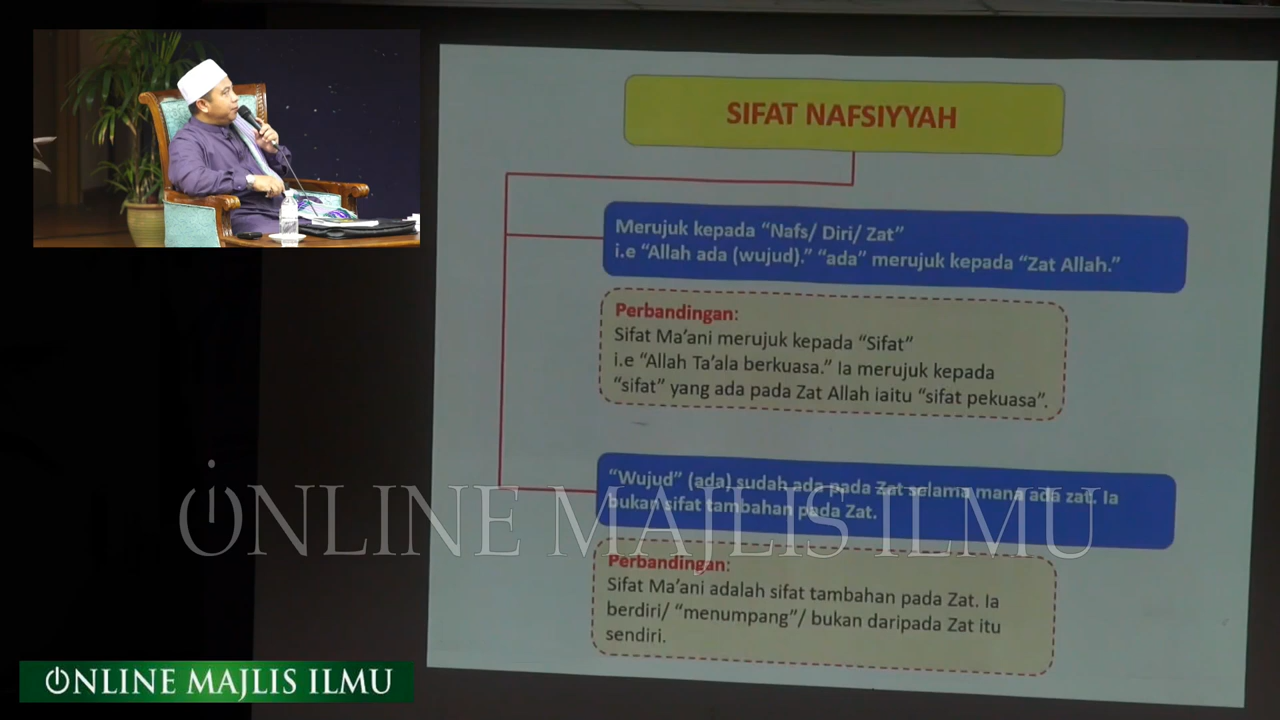 SIFAT NAFSIYYAH
Merujuk kepada “Nafs/ Diri/ Zat”
i.e “Allah ada (wujud).” “ada” merujuk kepada “Zat Allah.”
Perbandingan:
Sifat Ma’ani merujuk kepada “Sifat”
i.e “Allah Ta’ala berkuasa.” Ia merujuk kepada
“sifat” yang ada pada Zat Allah iaitu “sifat pekuasa”.
“Wujud” (ada) sudah ada pada Zat selama mana ada zat. Ia
bukan sifat tambahan pada Zat.
ONLINE MAJLIS ILMU
Perbandingan:
Sifat Ma’ani adalah sifat tambahan pada Zat. Ia
berdiri/ “menumpang”/ bukan daripada Zat itu
sendiri.
ONLINE MAJLIS ILMU